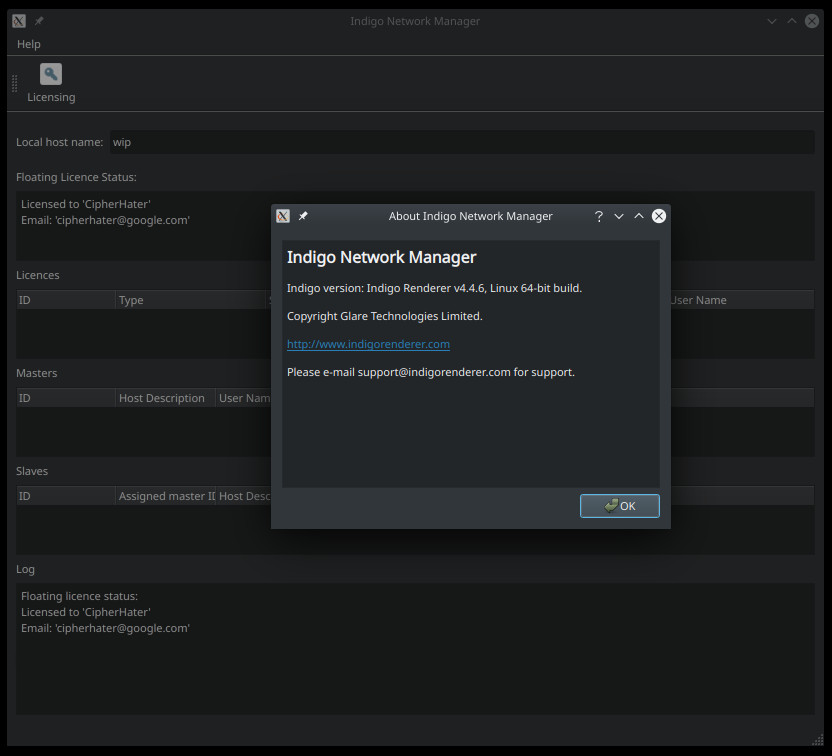 Indigo Network Manager
Help
Licensing
Local host name: wip
Floating Licence Status:
Licensed to 'CipherHater'
Email: 'cipherhater@google.com'
Licences
ID Type User Name
Masters
ID Host Description User Nam
Slaves
ID Assigned master ID Host Desc
Log
Floating licence status:
Licensed to 'CipherHater'
Email: 'cipherhater@google.com'
About Indigo Network Manager
?
Indigo Network Manager
Indigo version: Indigo Renderer v4.4.6, Linux 64-bit build.
Copyright Glare Technologies Limited.
http://www.indigorenderer.com
Please e-mail support@indigorenderer.com for support.
OK